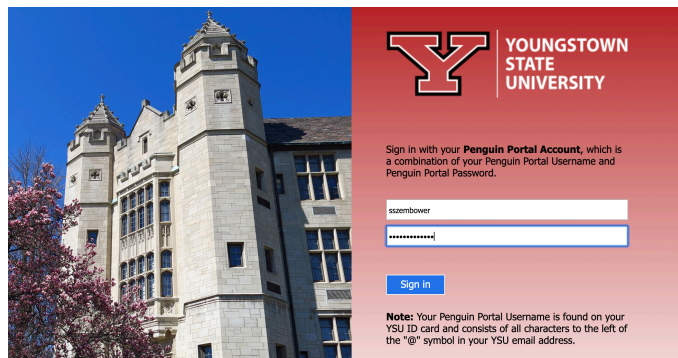 YOUNGSTOWN
STATE
UNIVERSITY
Sign in with your Penguin Portal Account, which is
a combination of your Penguin Portal Username and
Penguin Portal Password.
sszembower
•••••••••••••
Sign in
Note: Your Penguin Portal Username is found on your
YSU ID card and consists of all characters to the left of
the "@" symbol in your YSU email address.